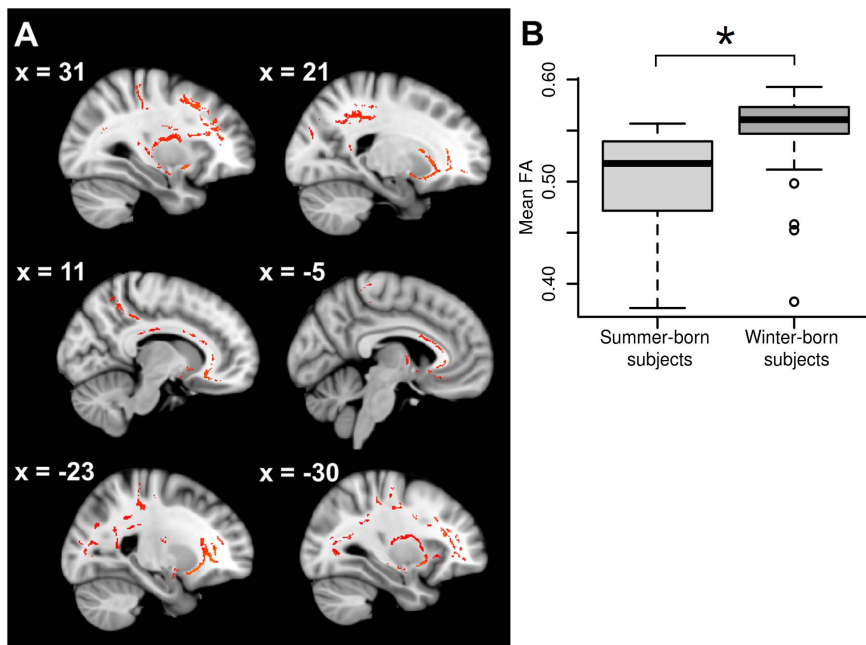 A
x = 31
x = 21
x = 11
x = -5
x = -23
x = -30
B
*
0.60
0.50
0.40
Mean FA
Summer-born
subjects
Winter-born
subjects